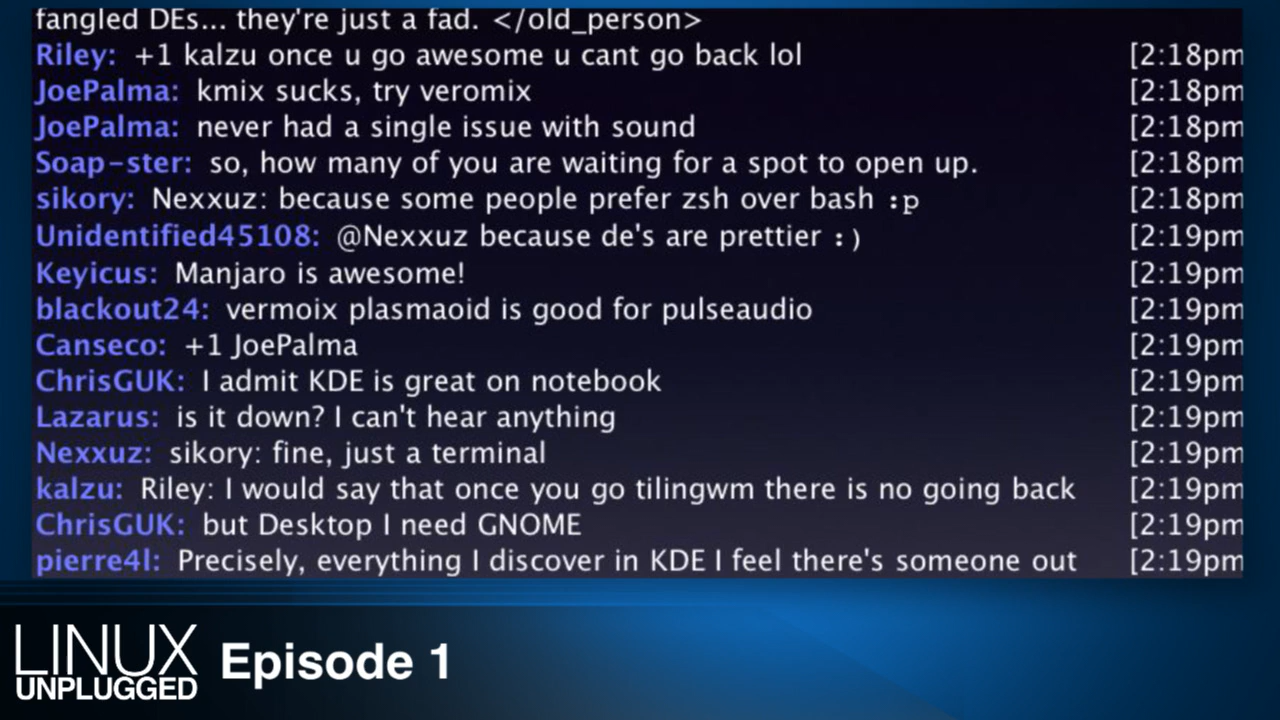 fangled DEs... they're just a fad. </old_person>
Riley: +1 kalzu once u go awesome u cant go back lol [2:18pm
JoePalma: kmix sucks, try veromix [2:18pm
JoePalma: never had a single issue with sound [2:18pm
Soap-ster: so, how many of you are waiting for a spot to open up. [2:18pm
sikory: Nexxuz: because some people prefer zsh over bash :p [2:18pm
Unidentified45108: @Nexxuz because de's are prettier :) [2:19pm
Keyicus: Manjaro is awesome! [2:19pm
blackout24: vermoix plasmaoid is good for pulseaudio [2:19pm
Canseco: +1 JoePalma [2:19pm
ChrisGUK: I admit KDE is great on notebook [2:19pm
Lazarus: is it down? I can't hear anything [2:19pm
Nexxuz: sikory: fine, just a terminal [2:19pm
kalzu: Riley: I would say that once you go tilingwm there is no going back [2:19pm
ChrisGUK: but Desktop I need GNOME [2:19pm
pierre4l: Precisely, everything I discover in KDE I feel there's someone out [2:19pm
LINUX
UNPLUGGED
Episode 1